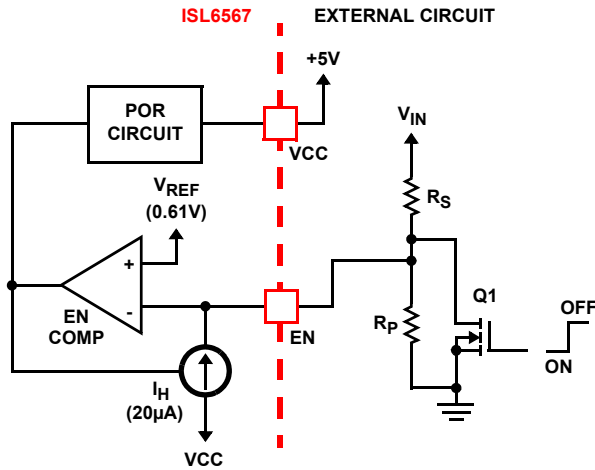 ISL6567
EXTERNAL CIRCUIT
+5V
POR
CIRCUIT
VCC
VIN
VREF
(0.61V)
RS
+
-
EN
COMP
EN
RP
Q1
OFF
ON
IH
(20µA)
VCC